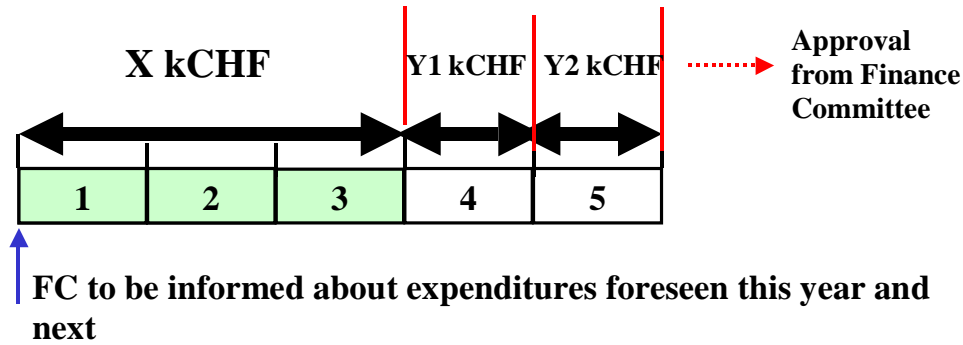 X kCHF
Y1 kCHF
Y2 kCHF
Approval
from Finance
Committee
1 2 3 4 5
FC to be informed about expenditures foreseen this year and
next